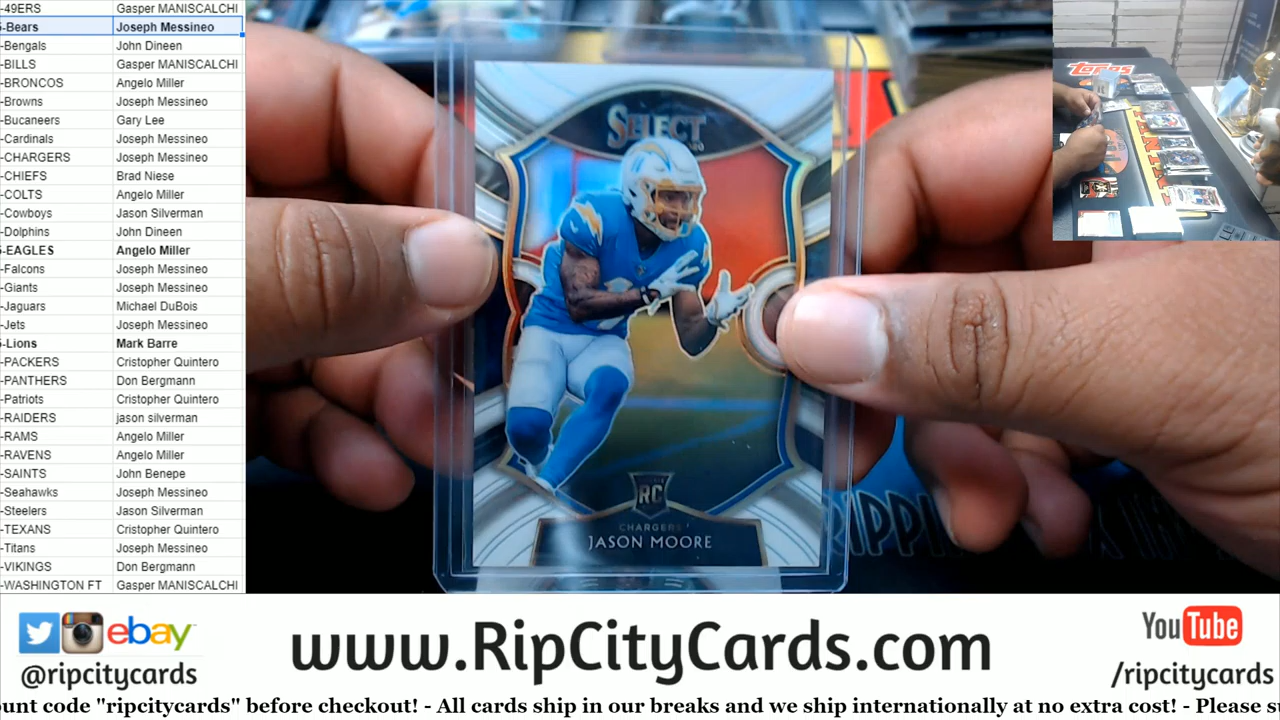 -49ERS Gasper MANISCALCHI
-Bears Joseph Messineo
-Bengals John Dineen
-BILLS Gasper MANISCALCHI
-BRONCOS Angelo Miller
-Browns Joseph Messineo
-Bucaneers Gary Lee
-Cardinals Joseph Messineo
-CHARGERS Joseph Messineo
-CHIEFS Brad Niese
-COLTS Angelo Miller
-Cowboys Jason Silverman
-Dolphins John Dineen
-EAGLES Angelo Miller
-Falcons Joseph Messineo
-Giants Joseph Messineo
-Jaguars Michael DuBois
-Jets Joseph Messineo
-Lions Mark Barre
-PACKERS Cristopher Quintero
-PANTHERS Don Bergmann
-Patriots Cristopher Quintero
-RAIDERS jason silverman
-RAMS Angelo Miller
-RAVENS Angelo Miller
-SAINTS John Benepe
-Seahawks Joseph Messineo
-Steelers Jason Silverman
-TEXANS Cristopher Quintero
-Titans Joseph Messineo
-VIKINGS Don Bergmann
-WASHINGTON FT Gasper MANISCALCHI
SELECT
RC
CHARGERS
JASON MOORE
Topps
ebay
@ripcitycards
www.RipCityCards.com
YouTube
/ripcitycards
count code "ripcitycards" before checkout! - All cards ship in our breaks and we ship internationally at no extra cost! - Please